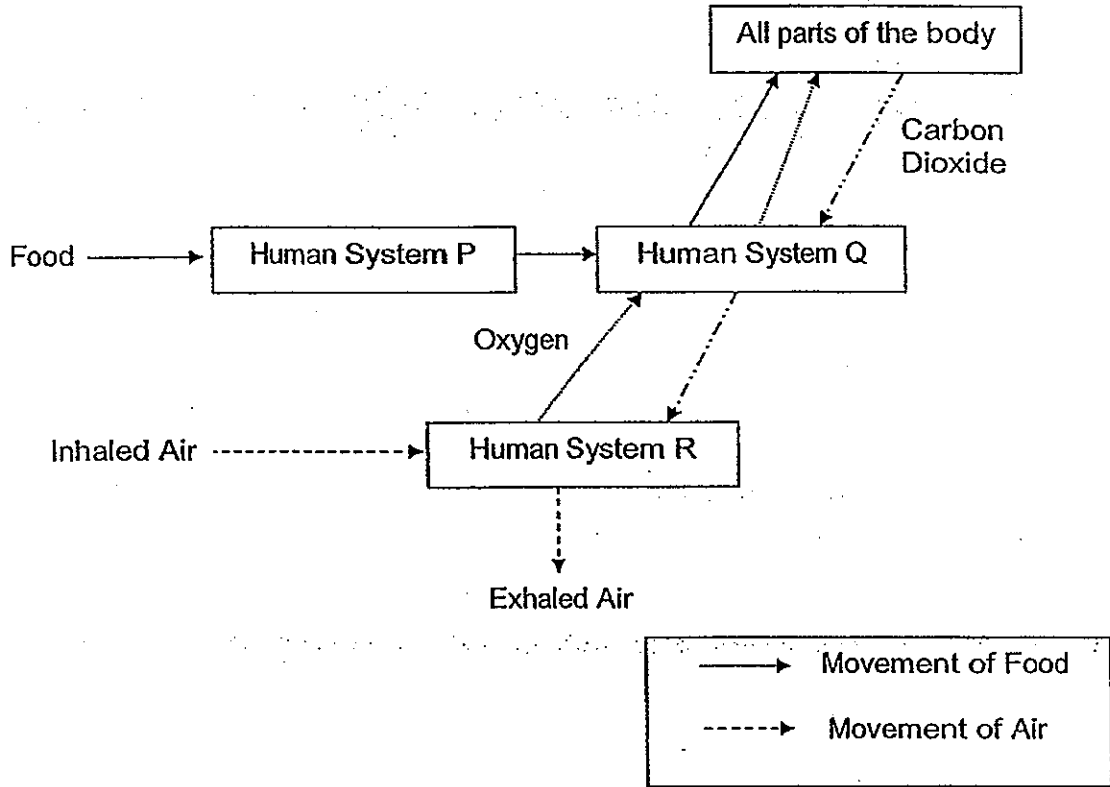 All parts of the body
Carbon
Dioxide
Food
Human System P
Human System Q
Oxygen
Inhaled Air
Human System R
Exhaled Air
Movement of Food
Movement of Air